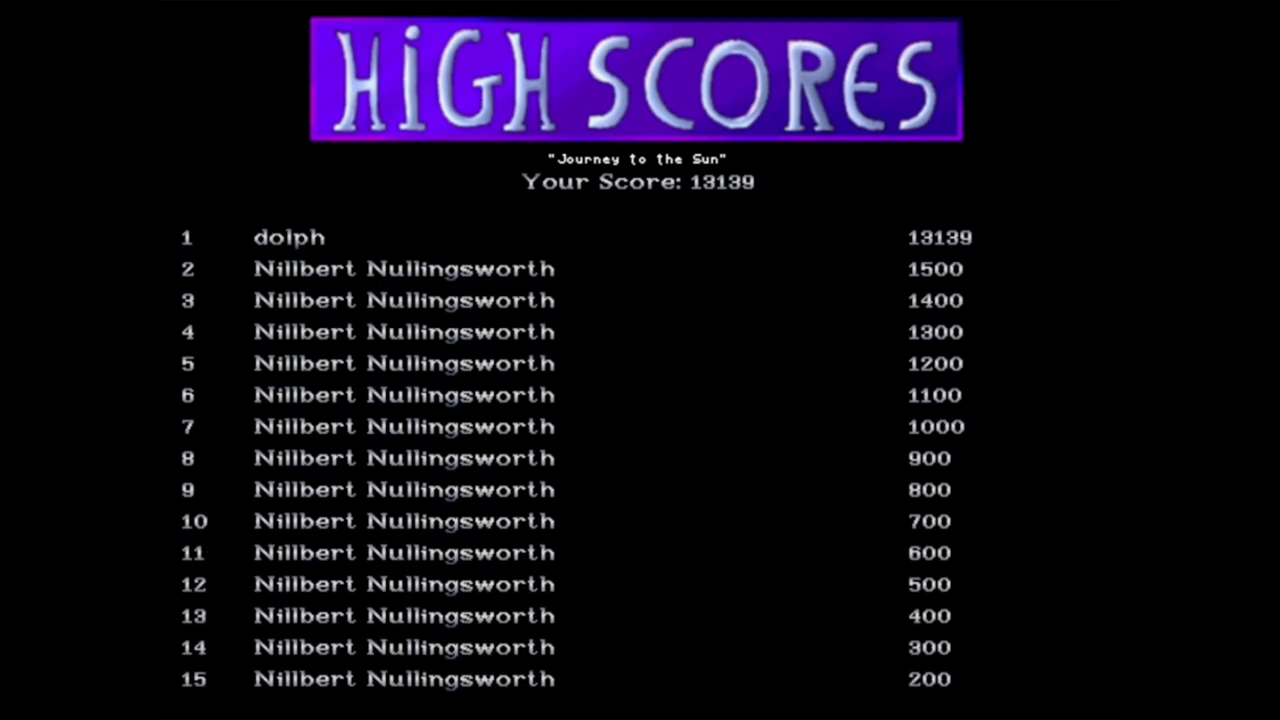 HiGH SCORES
"Journey to the Sun"
Your Score: 13139
1 dolph 13139
2 Nillbert Nullingsworth 1500
3 Nillbert Nullingsworth 1400
4 Nillbert Nullingsworth 1300
5 Nillbert Nullingsworth 1200
6 Nillbert Nullingsworth 1100
7 Nillbert Nullingsworth 1000
8 Nillbert Nullingsworth 900
9 Nillbert Nullingsworth 800
10 Nillbert Nullingsworth 700
11 Nillbert Nullingsworth 600
12 Nillbert Nullingsworth 500
13 Nillbert Nullingsworth 400
14 Nillbert Nullingsworth 300
15 Nillbert Nullingsworth 200